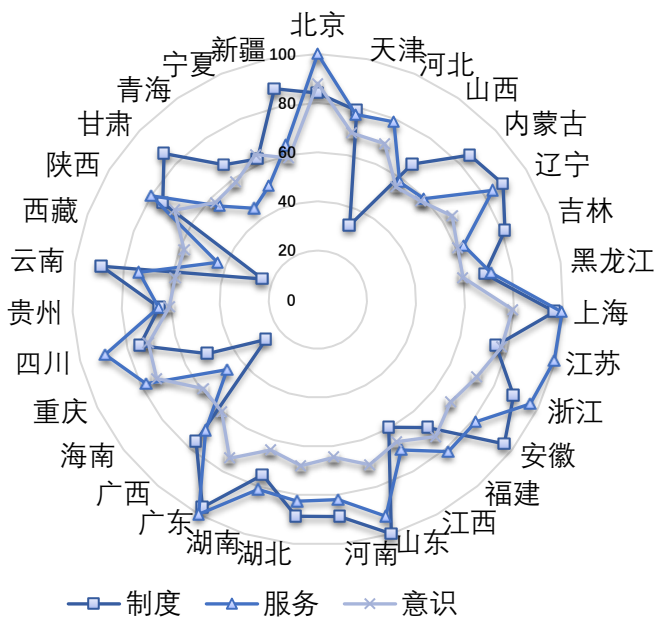 北京
天津
河北
山西
内蒙古
辽宁
吉林
黑龙江
上海
江苏
浙江
安徽
福建
江西
山东
河南
湖北
湖南
广东
广西
海南
重庆
四川
贵州
云南
西藏
陕西
甘肃
青海
宁夏
新疆
100
80
60
40
20
0
制度 服务 意识